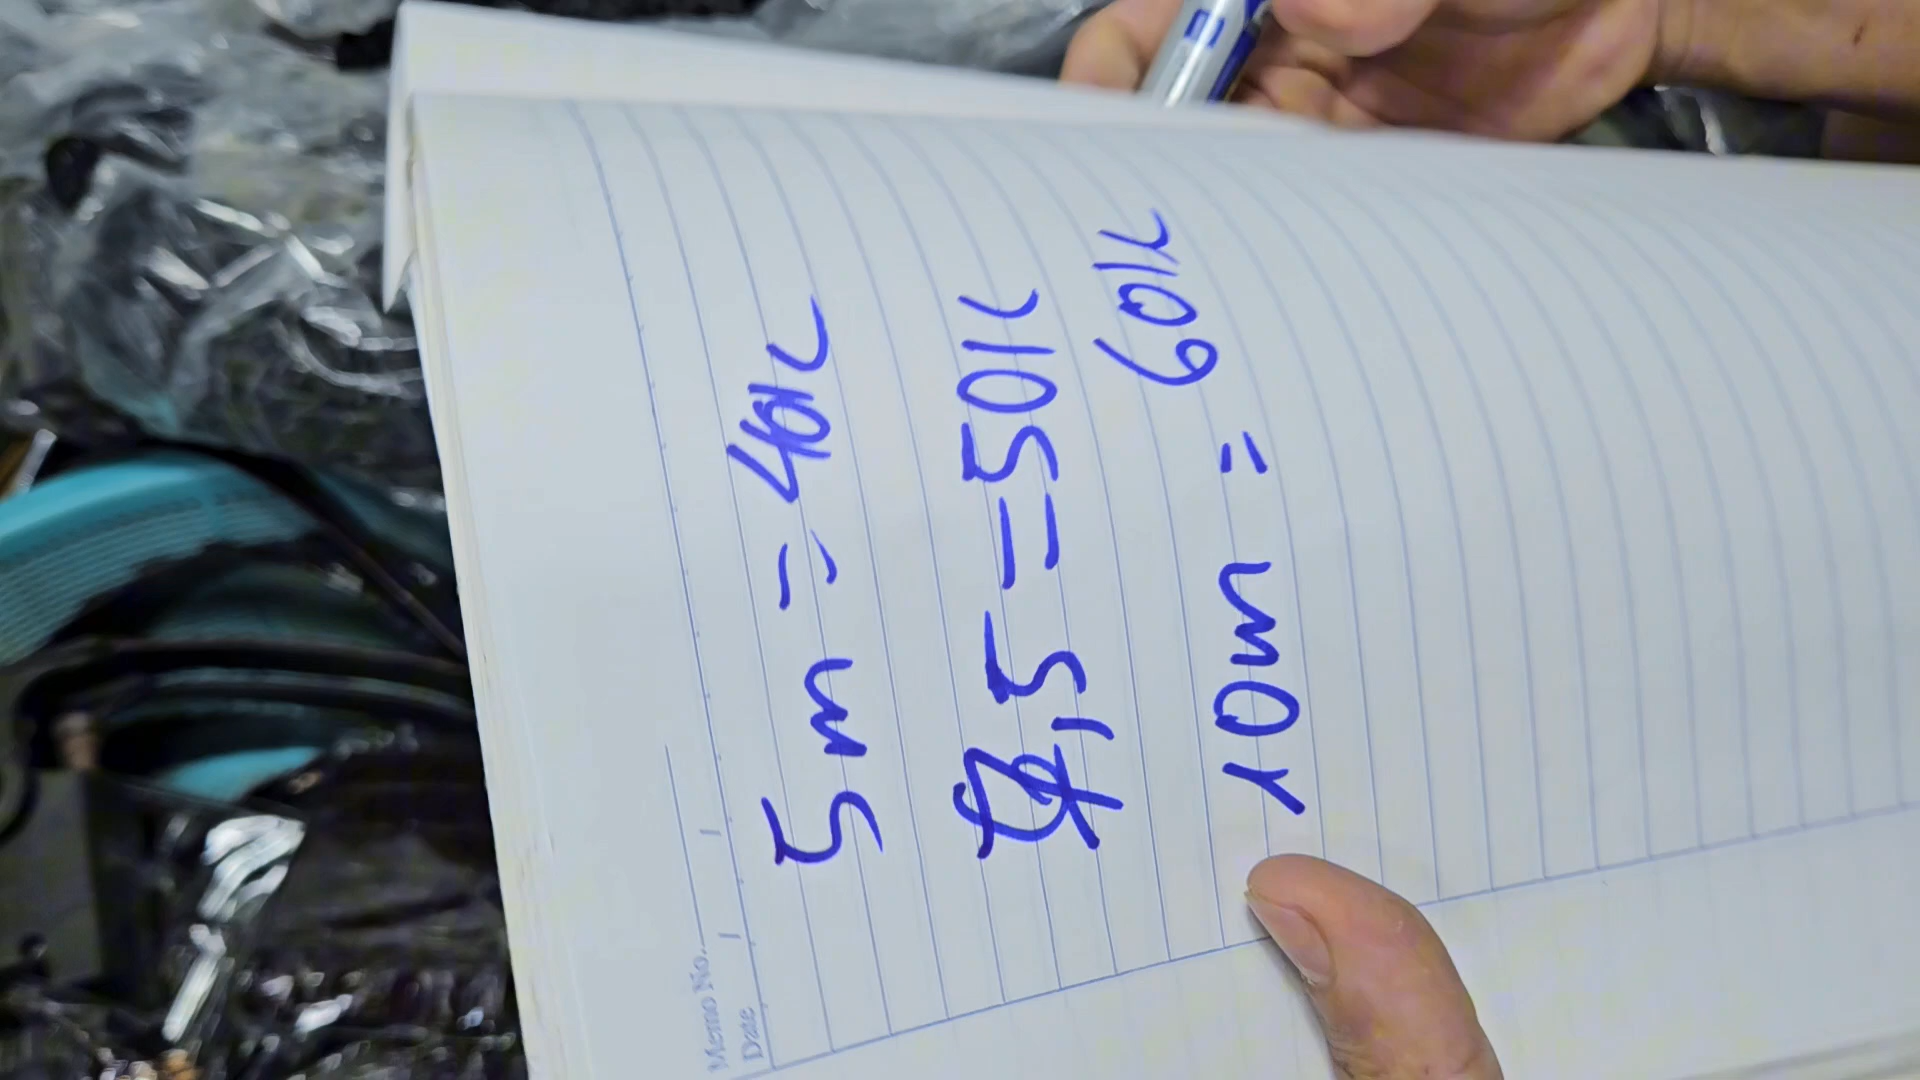 Memo No.
Date
5m = 40K
7,5 = 50K
10m = 60K